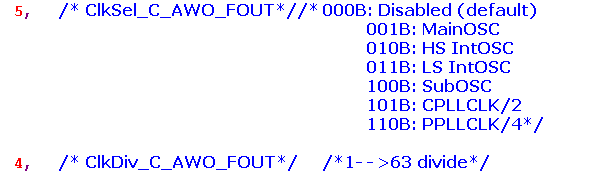 5, /* ClkSel_C_AWO_FOUT*//* 000B: Disabled (default)
001B: MainOSC
010B: HS IntOSC
011B: LS IntOSC
100B: SubOSC
101B: CPLLCLK/2
110B: PPLLCLK/4*/
4, /* ClkDiv_C_AWO_FOUT*/ /*1-->63 divide*/